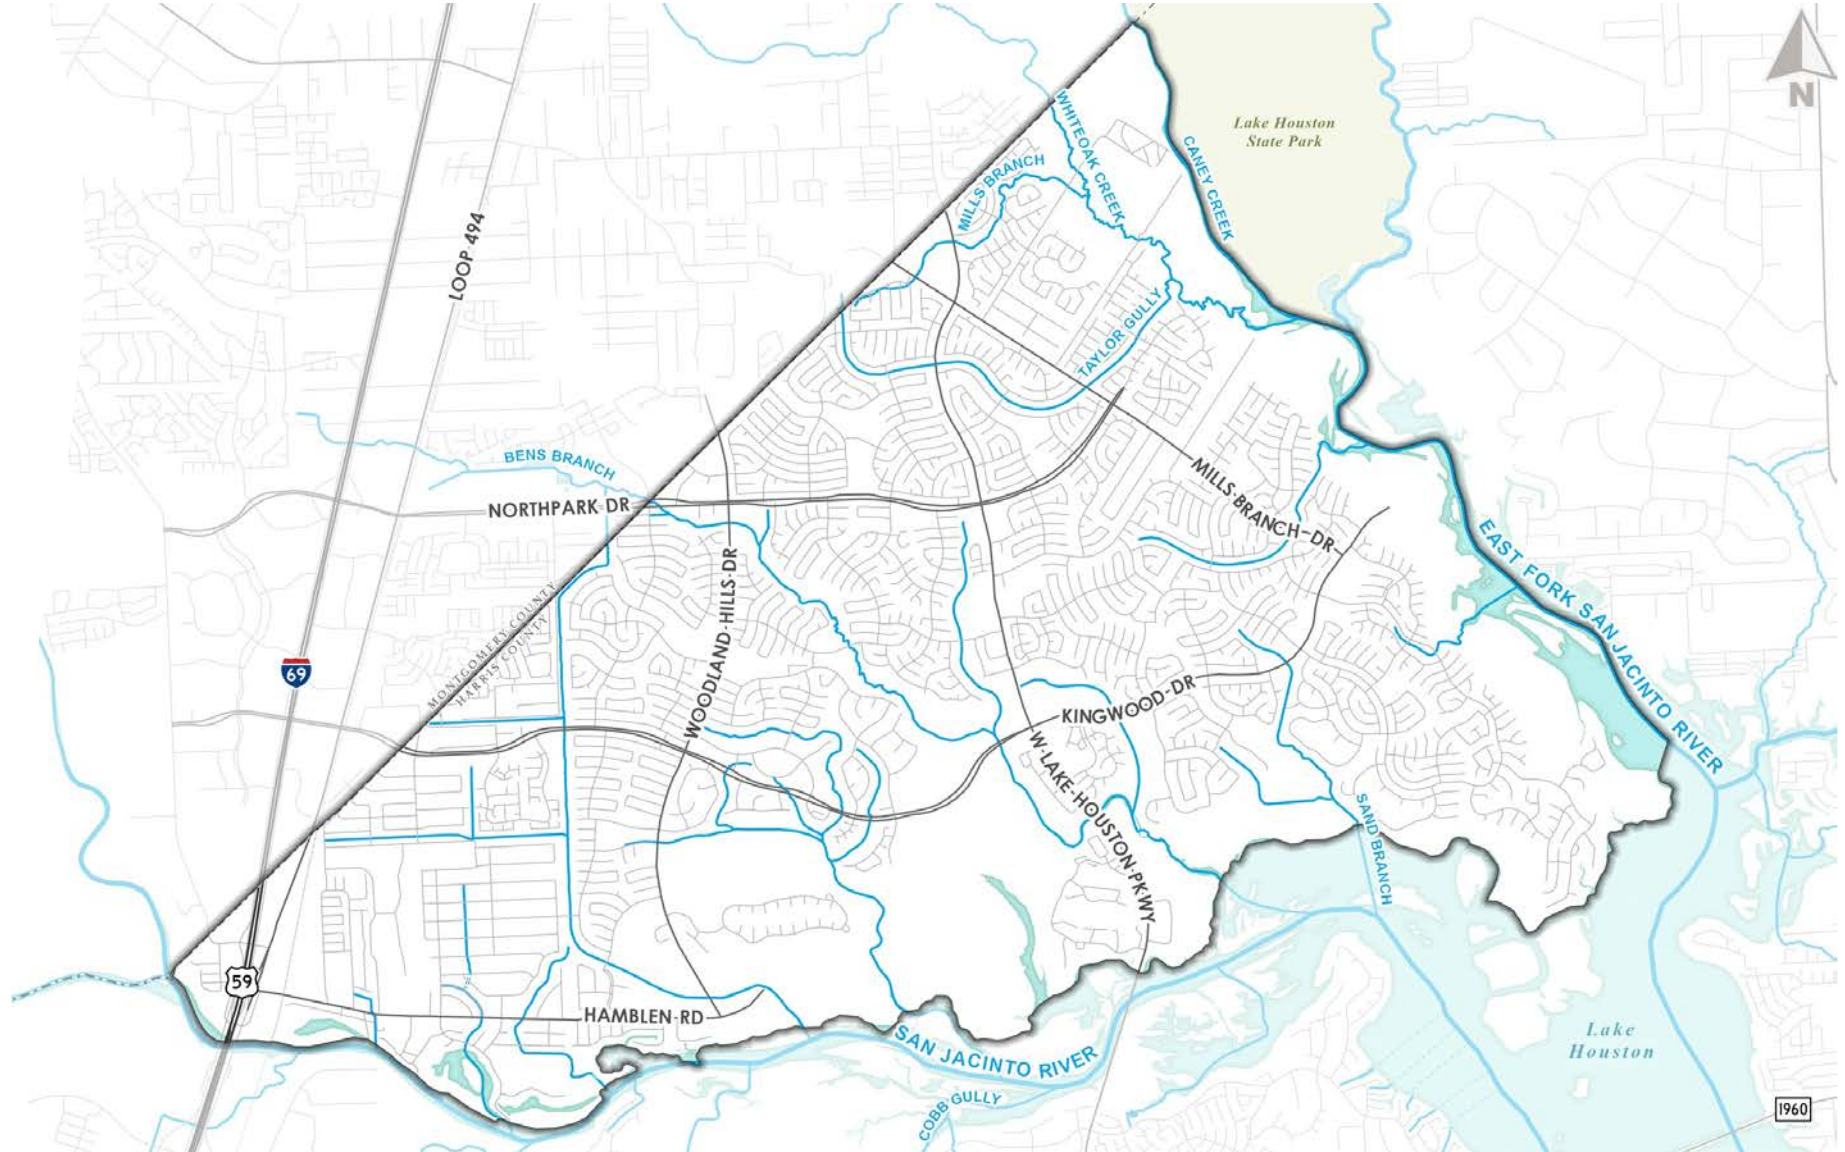 N
Lake Houston
State Park
WHITEOAK CREEK
CANEY CREEK
MILLS BRANCH
LOOP 494
TAYLOR GULLY
BENS BRANCH
NORTHPARK DR
MILLS-BRANCH-DR
EAST FORK SAN JACINTO RIVER
WOODLAND-HILLS-DR
MONTGOMERY COUNTY
HARRIS COUNTY
69
KINGWOOD-DR
W-LAKE-HOUSTON-PKWY
SAND BRANCH
59
HAMBLEN-RD
SAN JACINTO RIVER
Lake
Houston
COBB GULLY
1960